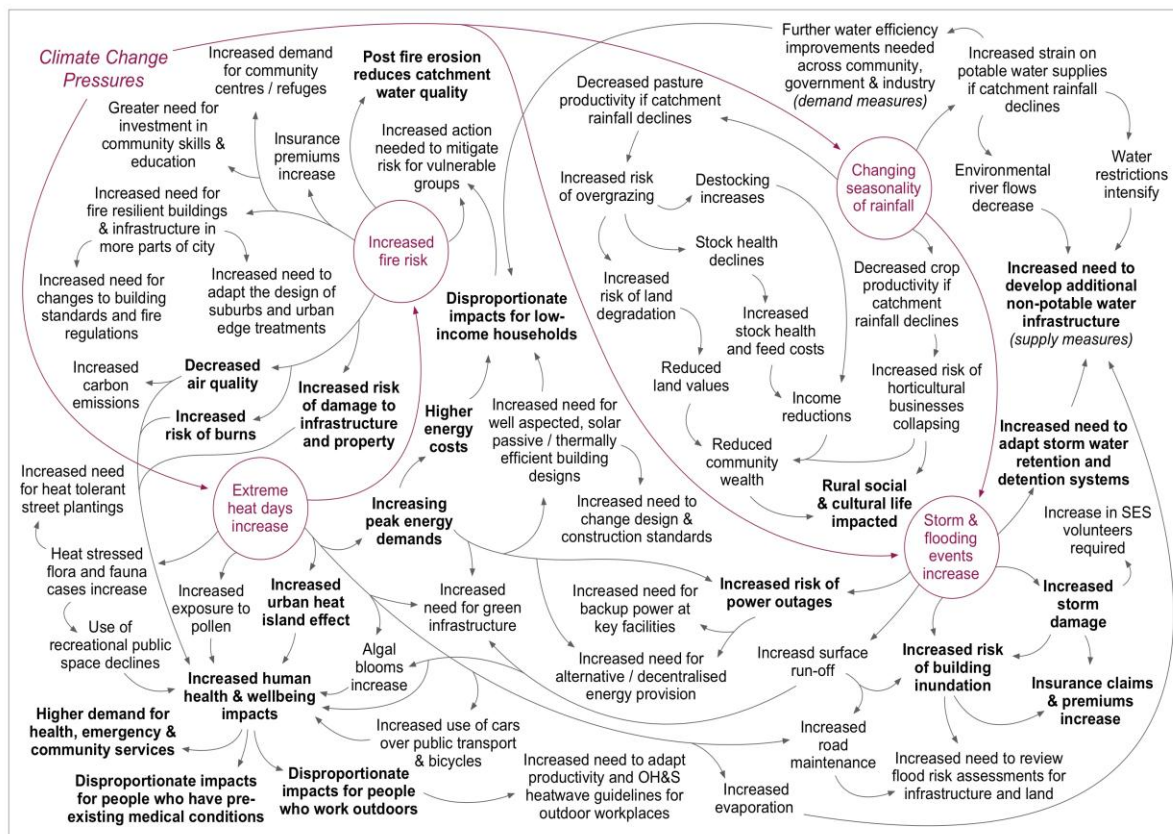 Climate Change
Pressures
Increased demand
for community
centres / refuges
Post fire erosion
reduces catchment
water quality
Greater need for
investment in
community skills &
education
Insurance
premiums
increase
Increased action
needed to mitigate
risk for vulnerable
groups
Increased need for
fire resilient buildings
& infrastructure in
more parts of city
Increased
fire risk
Increased need for
changes to building
standards and fire
regulations
Increased need to
adapt the design of
suburbs and urban
edge treatments
Increased
carbon
emissions
Decreased
air quality
Increased
risk of burns
Increased risk
of damage to
infrastructure
and property
Decreased pasture
productivity if catchment
rainfall declines
Further water efficiency
improvements needed
across community,
government & industry
(demand measures)
Increased strain on
potable water supplies
if catchment rainfall
declines
Changing
seasonality
of rainfall
Environmental
river flows
decrease
Water
restrictions
intensify
Increased risk
of overgrazing
Destocking
increases
Stock health
declines
Increased
risk of land
degradation
Increased
stock health
and feed costs
Decreased crop
productivity if
catchment
rainfall declines
Increased need to
develop additional
non-potable water
infrastructure
(supply measures)
Disproportionate
impacts for low-
income households
Reduced
land values
Income
reductions
Increased risk of
horticultural
businesses
collapsing
Higher
energy
costs
Increased need for
well aspected, solar
passive / thermally
efficient building
designs
Reduced
community
wealth
Rural social
& cultural life
impacted
Increased need to
adapt storm water
retention and
detention systems
Increased need
for heat tolerant
street plantings
Extreme
heat days
increase
Increasing
peak energy
demands
Increased need to
change design &
construction standards
Storm &
flooding
events
increase
Increase in SES
volunteers
required
Heat stressed
flora and fauna
cases increase
Increased
exposure to
pollen
Increased
urban heat
island effect
Increased
need for green
infrastructure
Increased need for
backup power at
key facilities
Increased risk of
power outages
Increased
storm
damage
Use of
recreational public
space declines
Algal
blooms
increase
Increased need for
alternative / decentralised
energy provision
Increasd surface
run-off
Increased risk
of building
inundation
Insurance claims
& premiums
increase
Increased human
health & wellbeing
impacts
Higher demand for
health, emergency &
community services
Increased use of cars
over public transport
& bicycles
Increased
road
maintenance
Disproportionate impacts
for people who have pre-
existing medical conditions
Disproportionate
impacts for people
who work outdoors
Increased need to adapt
productivity and OH&S
heatwave guidelines for
outdoor workplaces
Increased
evaporation
Increased need to review
flood risk assessments for
infrastructure and land